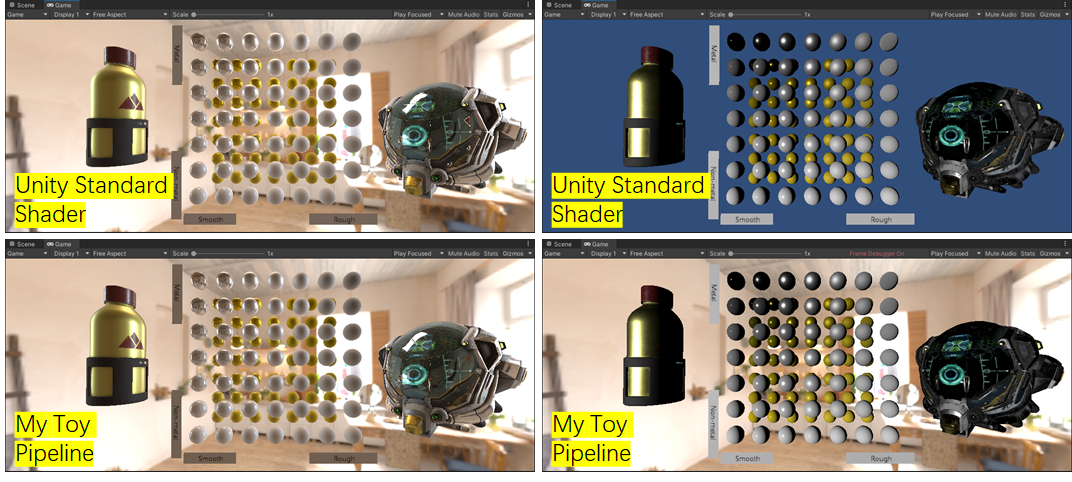 Scene Game
Game Display 1 Free Aspect Scale 1x Play Focused Mute Audio Stats Gizmos
Metal
Non-metal
Unity Standard
Shader
Smooth Rough
Scene Game
Game Display 1 Free Aspect Scale 1x Play Focused Mute Audio Stats Gizmos
Metal
Non-metal
Unity Standard
Shader
Smooth Rough
Scene Game
Game Display 1 Free Aspect Scale 1x Play Focused Mute Audio Stats Gizmos
Metal
Non-metal
My Toy
Pipeline
Smooth Rough
Scene Game
Game Display 1 Free Aspect Scale 1x Frame Debugger On Play Focused Mute Audio Stats Gizmos
Metal
Non-metal
My Toy
Pipeline
Smooth Rough